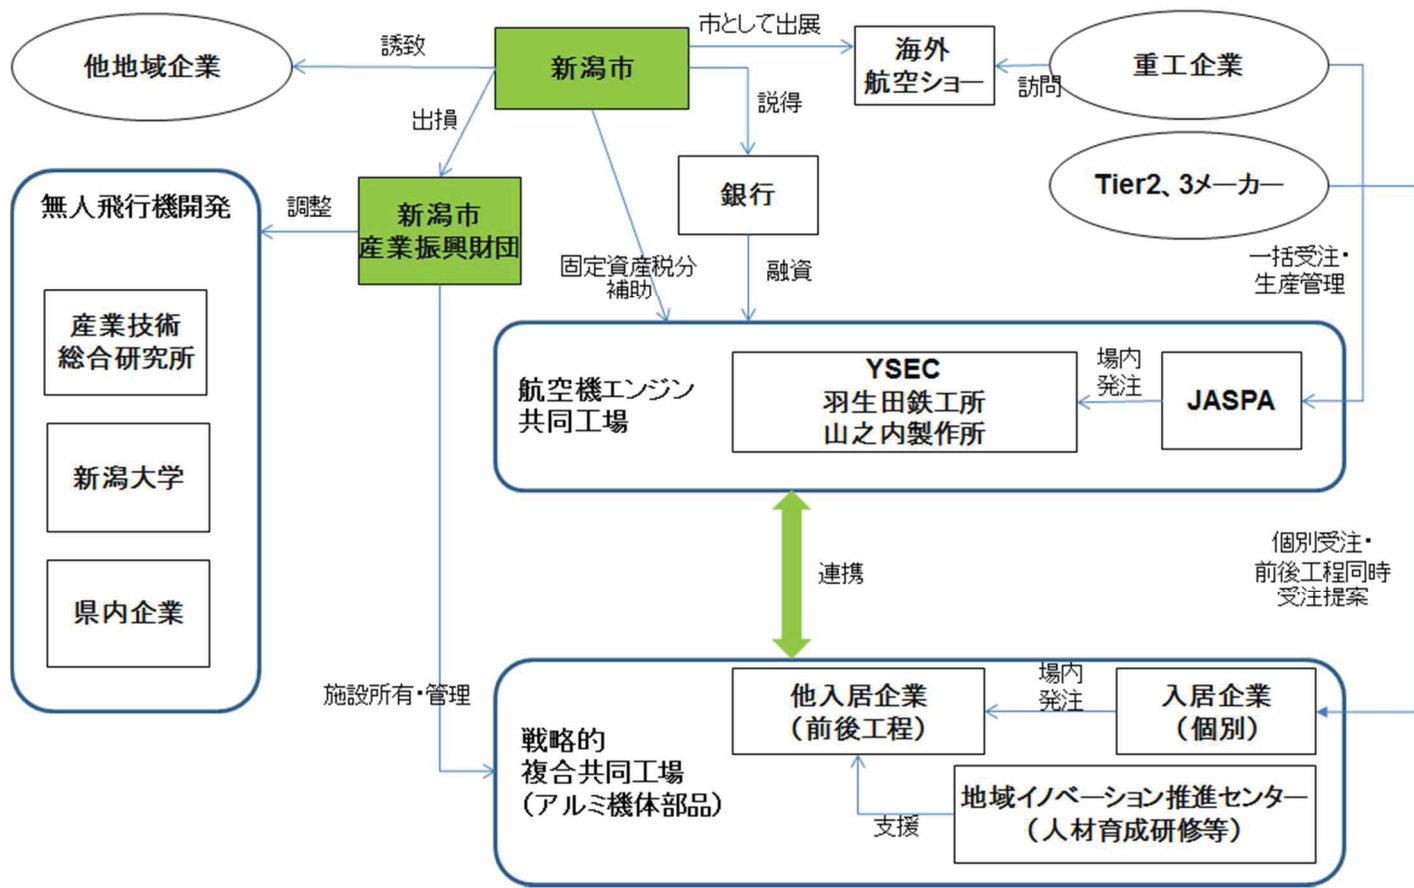 他地域企業
誘致
新潟市
市として出展
海外
航空ショー
訪問
重工企業
出損
説得
Tier2、3メーカー
無人飛行機開発
調整
新潟市
産業振興財団
銀行
固定資産税分
補助
融資
一括受注・
生産管理
産業技術
総合研究所
新潟大学
県内企業
航空機エンジン
共同工場
YSEC
羽生田鉄工所
山之内製作所
場内
発注
JASPA
連携
個別受注・
前後工程同時
受注提案
施設所有・管理
戦略的
複合共同工場
（アルミ機体部品）
他入居企業
（前後工程）
場内
発注
入居企業
（個別）
支援
地域イノベーション推進センター
（人材育成研修等）